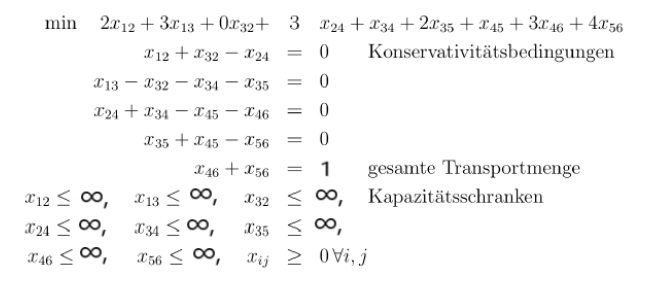 min 2x₁₂ + 3x₁₃ + 0x₃₂+ 3 x₂₄ + x₃₄ + 2x₃₅ + x₄₅ + 3x₄₆ + 4x₅₆
x₁₂ + x₃₂ − x₂₄ = 0 Konservativitätsbedingungen
x₁₃ − x₃₂ − x₃₄ − x₃₅ = 0
x₂₄ + x₃₄ − x₄₅ − x₄₆ = 0
x₃₅ + x₄₅ − x₅₆ = 0
x₄₆ + x₅₆ = 1 gesamte Transportmenge
x₁₂ ≤ ∞, x₁₃ ≤ ∞, x₃₂ ≤ ∞, Kapazitätsschranken
x₂₄ ≤ ∞, x₃₄ ≤ ∞, x₃₅ ≤ ∞,
x₄₆ ≤ ∞, x₅₆ ≤ ∞, xᵢⱼ ≥ 0 ∀i, j